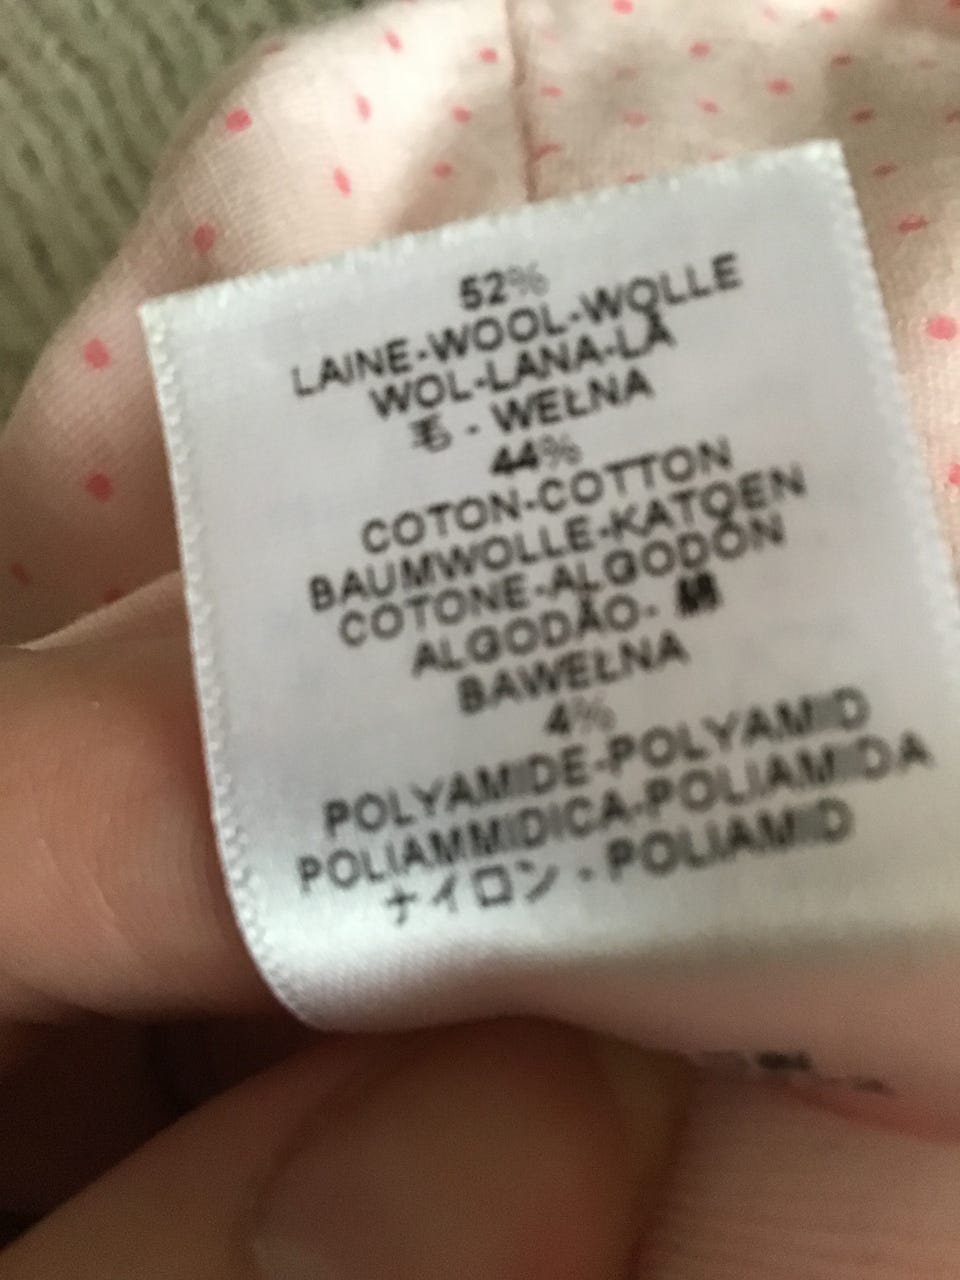 52%
LAINE-WOOL-WOLLE
WOL-LANA-LÃ
毛 - WEŁNA
44%
COTON-COTTON
BAUMWOLLE-KATOEN
COTONE-ALGODÓN
ALGODÃO-
BAWEŁNA
4%
POLYAMIDE-POLYAMID
POLIAMMIDICA-POLIAMIDA
ナイロン - POLIAMID